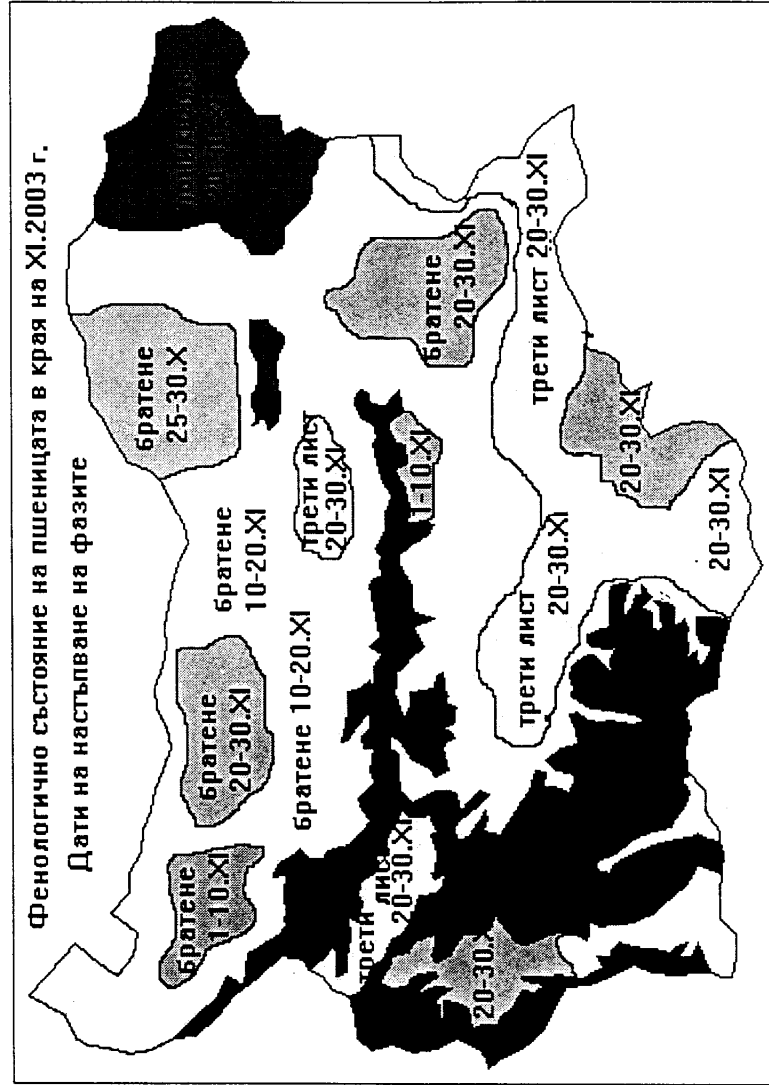 Фенологично състояние на пшеницата в края на XI.2003 г.
Дати на настъпване на фазите
братене
1-10.XI
братене
20-30.XI
братене
10-20.XI
братене
25-30.X
братене 10-20.XI
трети лист
20-30.XI
1-10.XI
братене
20-30.XI
трети лист
20-30.XI
20-30.X
трети лист
20-30.XI
трети лист 20-30.XI
20-30.XI
20-30.XI